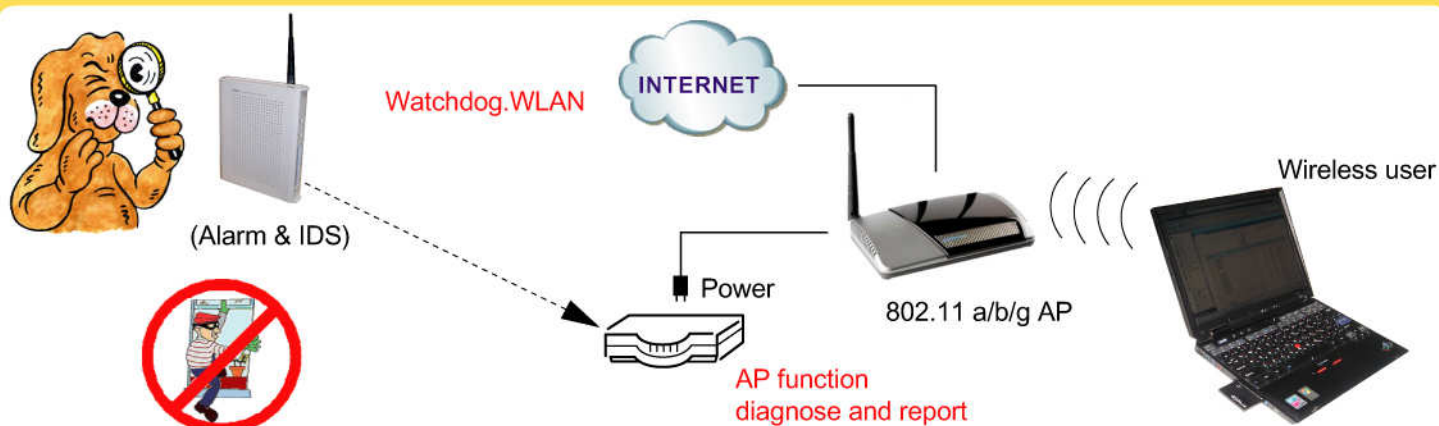 Watchdog.WLAN
INTERNET
Wireless user
(Alarm & IDS)
Power
802.11 a/b/g AP
AP function
diagnose and report